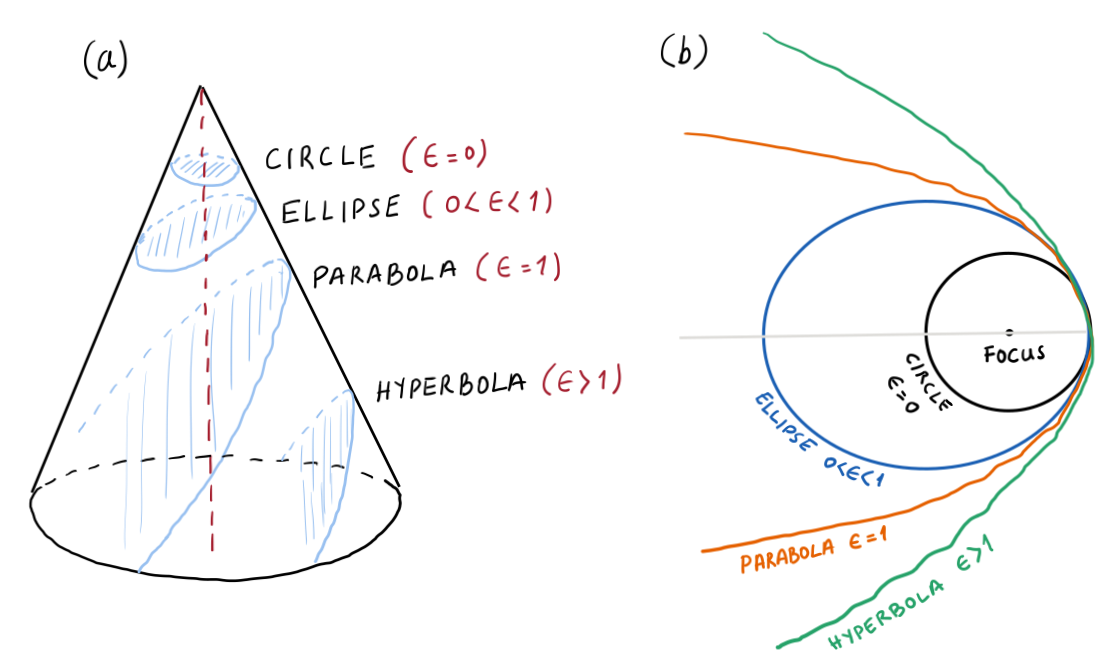 (a)
CIRCLE (ϵ=0)
ELLIPSE (0<ϵ<1)
PARABOLA (ϵ=1)
HYPERBOLA (ϵ>1)
(b)
FOCUS
CIRCLE
ϵ=0
ELLIPSE 0<ϵ<1
PARABOLA ϵ=1
HYPERBOLA ϵ>1